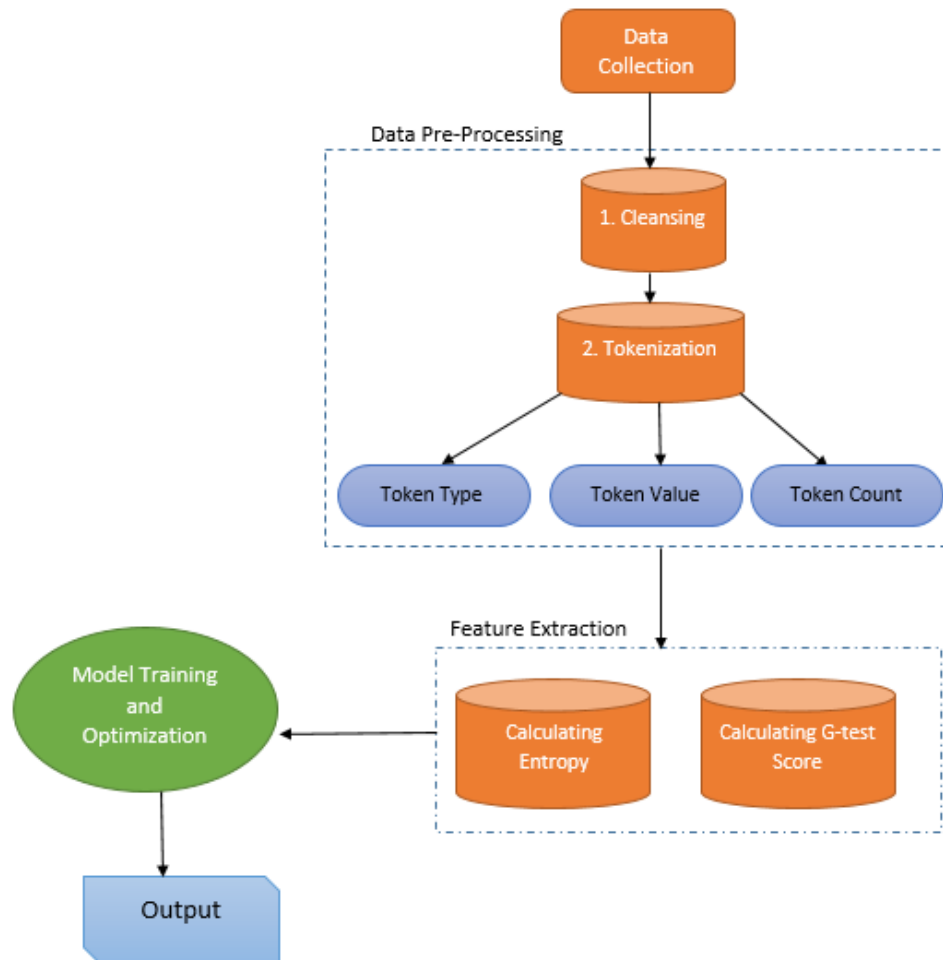 Data
Collection
Data Pre-Processing
1. Cleansing
2. Tokenization
Token Type
Token Value
Token Count
Feature Extraction
Calculating
Entropy
Calculating G-test
Score
Model Training
and
Optimization
Output